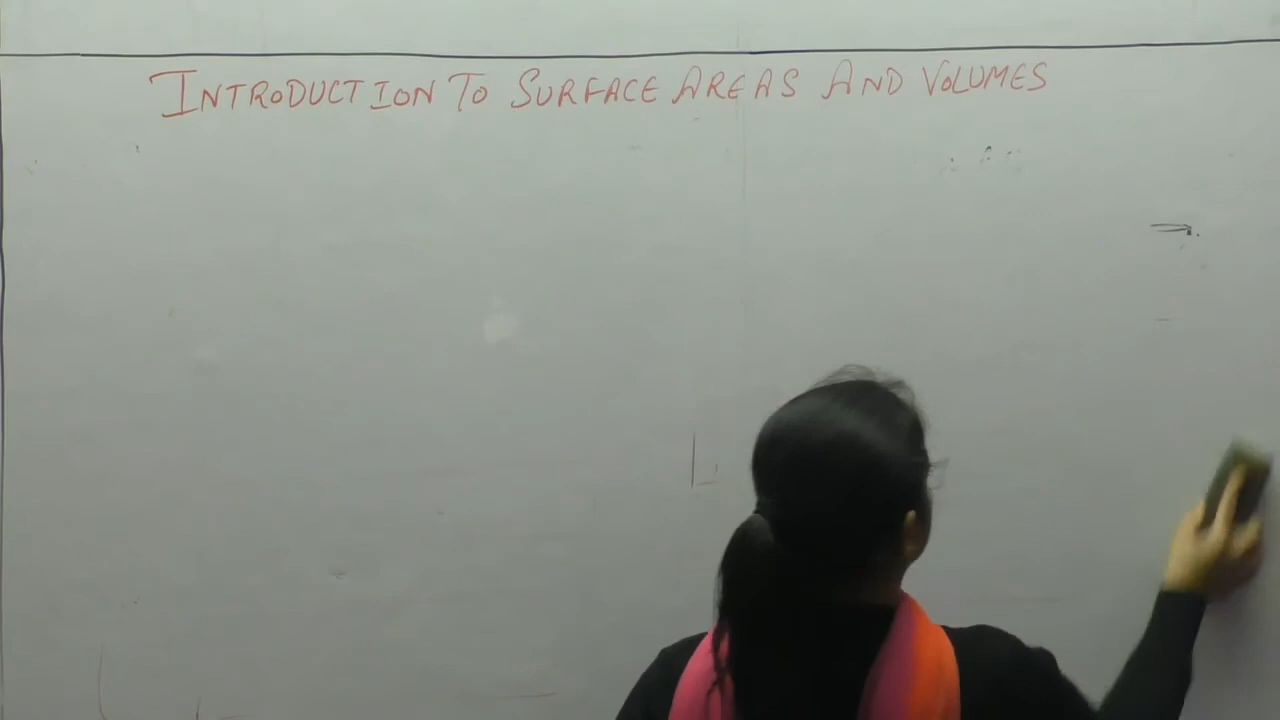 INTRODUCTION TO SURFACE AREAS AND VOLUMES